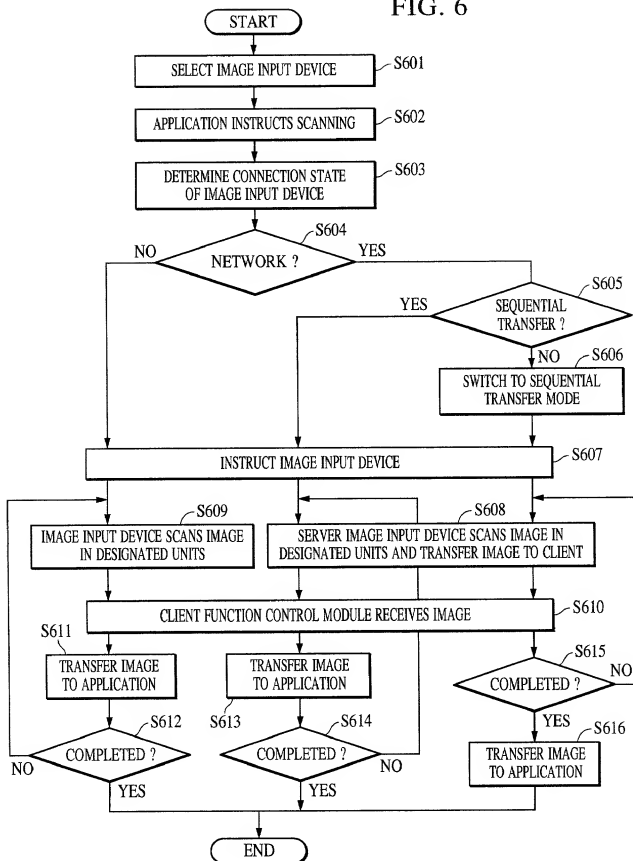 FIG. 6
START
SELECT IMAGE INPUT DEVICE
S601
APPLICATION INSTRUCTS SCANNING
S602
DETERMINE CONNECTION STATE
OF IMAGE INPUT DEVICE
S603
S604
NO
NETWORK ?
YES
S605
YES
SEQUENTIAL
TRANSFER ?
NO
S606
SWITCH TO SEQUENTIAL
TRANSFER MODE
INSTRUCT IMAGE INPUT DEVICE
S607
S609
IMAGE INPUT DEVICE SCANS IMAGE
IN DESIGNATED UNITS
S608
SERVER IMAGE INPUT DEVICE SCANS IMAGE IN
DESIGNATED UNITS AND TRANSFER IMAGE TO CLIENT
CLIENT FUNCTION CONTROL MODULE RECEIVES IMAGE
S610
S611
TRANSFER IMAGE
TO APPLICATION
TRANSFER IMAGE
TO APPLICATION
S613
S615
COMPLETED ?
NO
YES
S612
COMPLETED ?
NO
YES
S614
COMPLETED ?
NO
YES
S616
TRANSFER IMAGE
TO APPLICATION
END